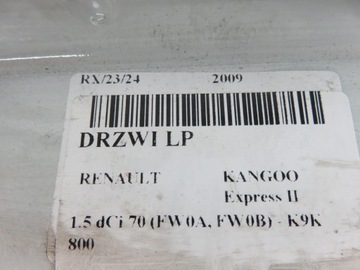 RX/23/24 2009
DRZWI LP
RENAULT KANGOO
Express II
1.5 dCi 70 (FW0A, FW0B) - K9K
800